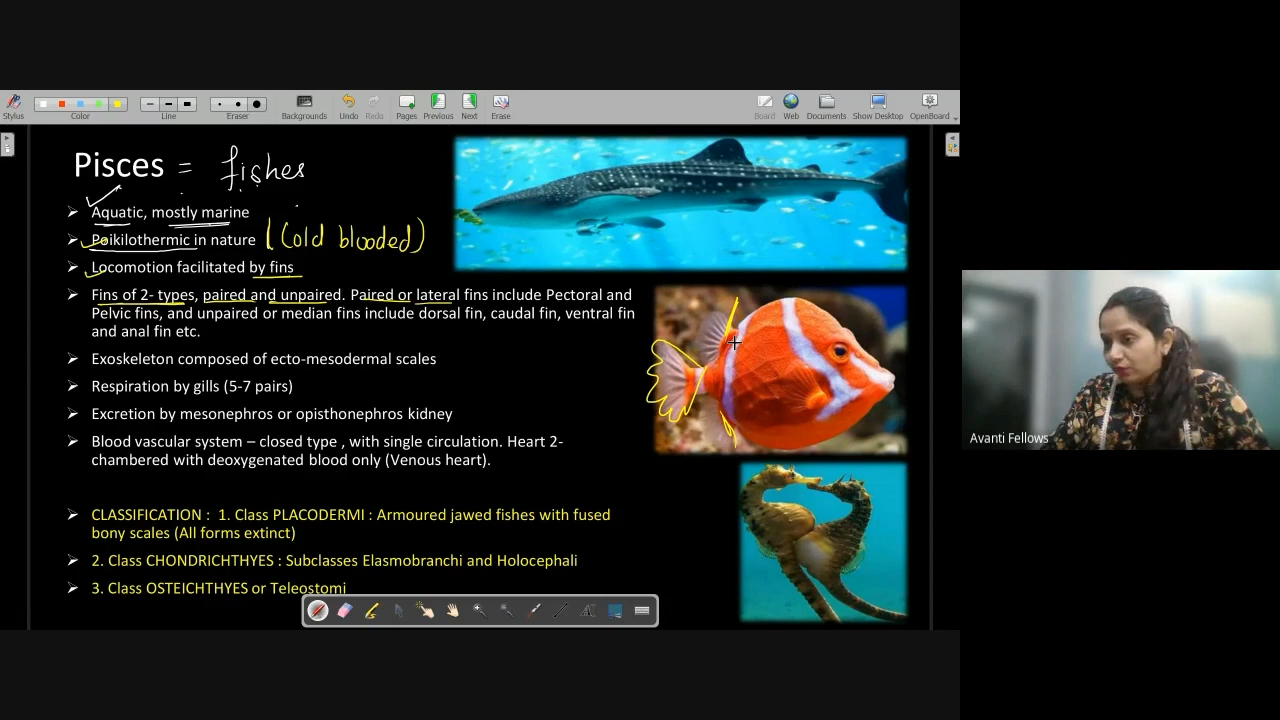 Stylus
Color
Line
Eraser
Backgrounds
Undo
Redo
Pages
Previous
Next
Erase
Board
Web
Documents
Show Desktop
OpenBoard
Pisces = fishes
Aquatic, mostly marine
Poikilothermic in nature (Cold blooded)
Locomotion facilitated by fins
Fins of 2- types, paired and unpaired. Paired or lateral fins include Pectoral and
Pelvic fins, and unpaired or median fins include dorsal fin, caudal fin, ventral fin
and anal fin etc.
Exoskeleton composed of ecto-mesodermal scales
Respiration by gills (5-7 pairs)
Excretion by mesonephros or opisthonephros kidney
Blood vascular system – closed type , with single circulation. Heart 2-
chambered with deoxygenated blood only (Venous heart).
CLASSIFICATION : 1. Class PLACODERMI : Armoured jawed fishes with fused
bony scales (All forms extinct)
2. Class CHONDRICHTHYES : Subclasses Elasmobranchi and Holocephali
3. Class OSTEICHTHYES or Teleostomi
Avanti Fellows